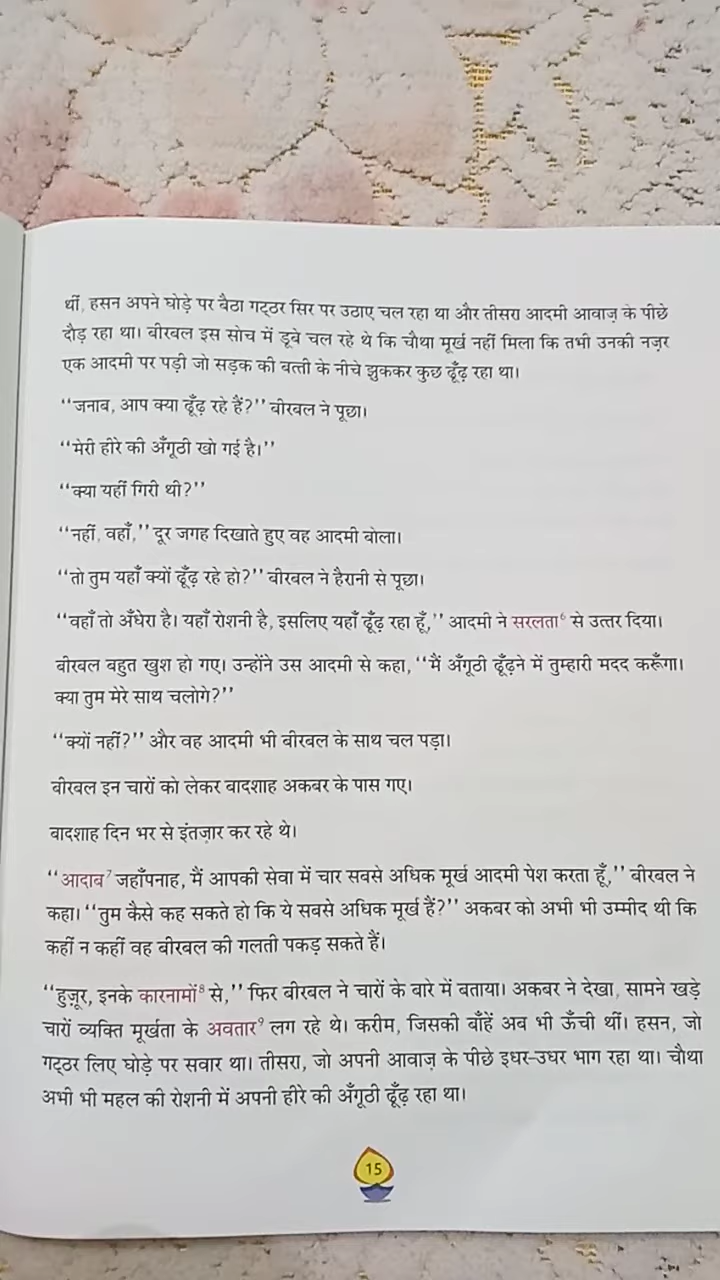 थीं, हसन अपने घोड़े पर बैठा गट्ठर सिर पर उठाए चल रहा था और तीसरा आदमी आवाज़ के पीछे
दौड़ रहा था। बीरबल इस सोच में डूबे चल रहे थे कि चौथा मूर्ख नहीं मिला कि तभी उनकी नज़र
एक आदमी पर पड़ी जो सड़क की बत्ती के नीचे झुककर कुछ ढूँढ़ रहा था।
‘‘जनाब, आप क्या ढूँढ़ रहे हैं?’’ बीरबल ने पूछा।
‘‘मेरी हीरे की अँगूठी खो गई है।’’
‘‘क्या यहीं गिरी थी?’’
‘‘नहीं, वहाँ,’’ दूर जगह दिखाते हुए वह आदमी बोला।
‘‘तो तुम यहाँ क्यों ढूँढ़ रहे हो?’’ बीरबल ने हैरानी से पूछा।
‘‘वहाँ तो अँधेरा है। यहाँ रोशनी है, इसलिए यहाँ ढूँढ़ रहा हूँ,’’ आदमी ने सरलता⁶ से उत्तर दिया।
बीरबल बहुत खुश हो गए। उन्होंने उस आदमी से कहा, ‘‘मैं अँगूठी ढूँढ़ने में तुम्हारी मदद करूँगा।
क्या तुम मेरे साथ चलोगे?’’
‘‘क्यों नहीं?’’ और वह आदमी भी बीरबल के साथ चल पड़ा।
बीरबल इन चारों को लेकर बादशाह अकबर के पास गए।
बादशाह दिन भर से इंतज़ार कर रहे थे।
‘‘आदाब⁷ जहाँपनाह, मैं आपकी सेवा में चार सबसे अधिक मूर्ख आदमी पेश करता हूँ,’’ बीरबल ने
कहा। ‘‘तुम कैसे कह सकते हो कि ये सबसे अधिक मूर्ख हैं?’’ अकबर को अभी भी उम्मीद थी कि
कहीं न कहीं वह बीरबल की गलती पकड़ सकते हैं।
‘‘हुज़ूर, इनके कारनामों⁸ से,’’ फिर बीरबल ने चारों के बारे में बताया। अकबर ने देखा, सामने खड़े
चारों व्यक्ति मूर्खता के अवतार⁹ लग रहे थे। करीम, जिसकी बाँहें अब भी ऊँची थीं। हसन, जो
गट्ठर लिए घोड़े पर सवार था। तीसरा, जो अपनी आवाज़ के पीछे इधर-उधर भाग रहा था। चौथा
अभी भी महल की रोशनी में अपनी हीरे की अँगूठी ढूँढ़ रहा था।
15